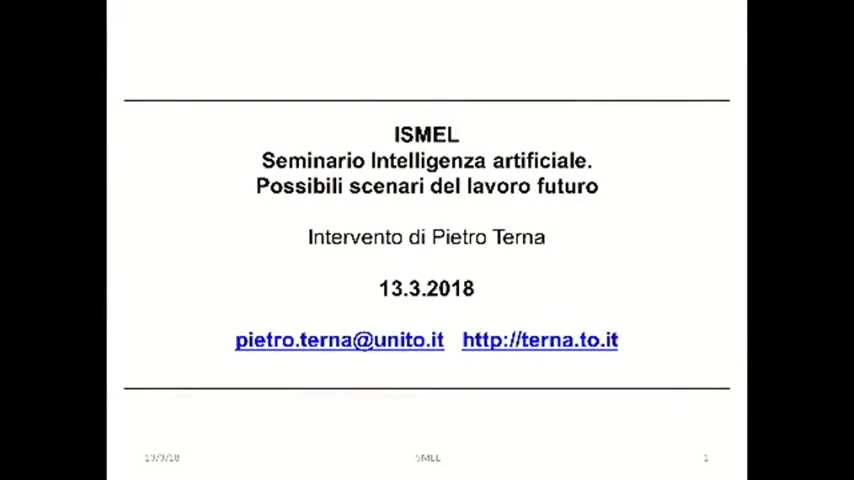 ISMEL
Seminario Intelligenza artificiale.
Possibili scenari del lavoro futuro
Intervento di Pietro Terna
13.3.2018
pietro.terna@unito.it http://terna.to.it
1